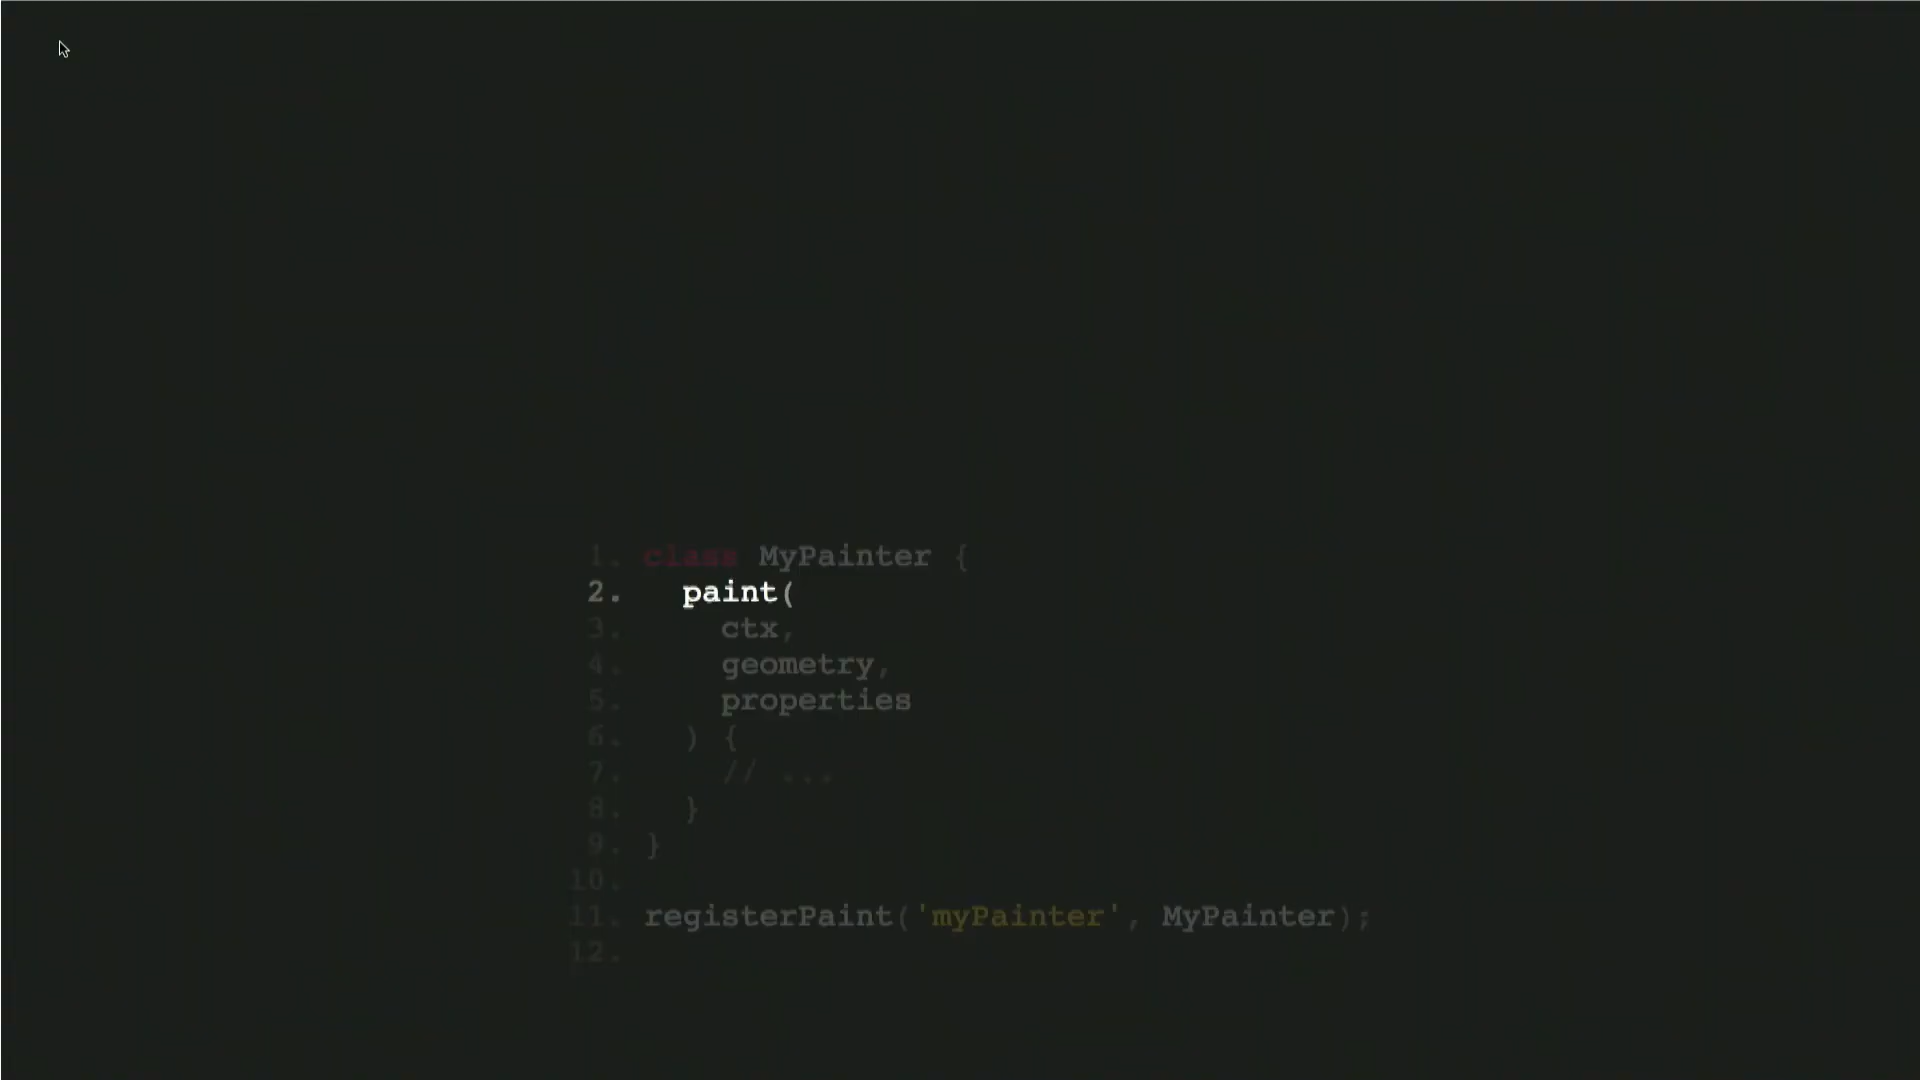 1. class MyPainter {
2. paint(
3. ctx,
4. geometry,
5. properties
6. ) {
7. // ...
8. }
9. }
10.
11. registerPaint('myPainter', MyPainter);
12.